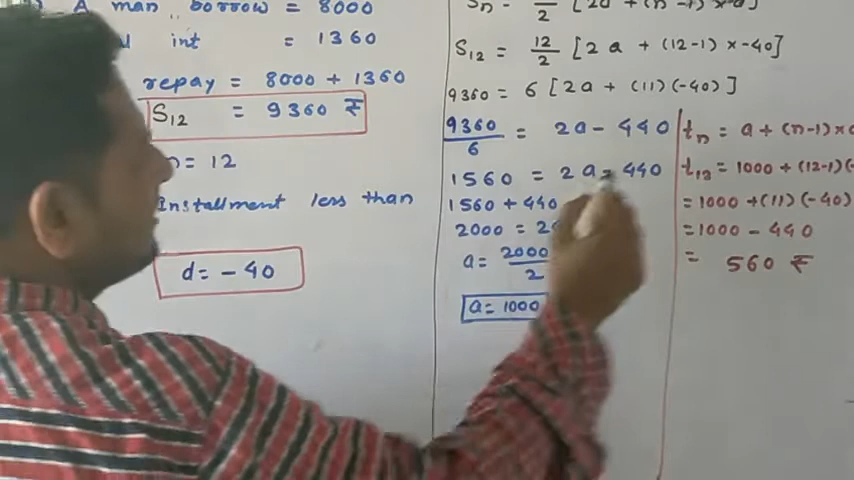 A man borrow = 8000
int = 1360
repay = 8000 + 1360
S12 = 9360 ₹
= 12
Installment less than
d = - 40
Sn = /2 [2a + (n-1) x d]
S12 = 12/2 [2a + (12-1) x -40]
9360 = 6 [2a + (11) (-40)]
9360/6 = 2a - 440
1560 = 2a = 440
1560 + 440
2000 = 2
a = 2000/2
a = 1000
tn = a + (n-1) x
t12 = 1000 + (12-1) (-
= 1000 + (11) (-40)
= 1000 - 440
= 560 ₹